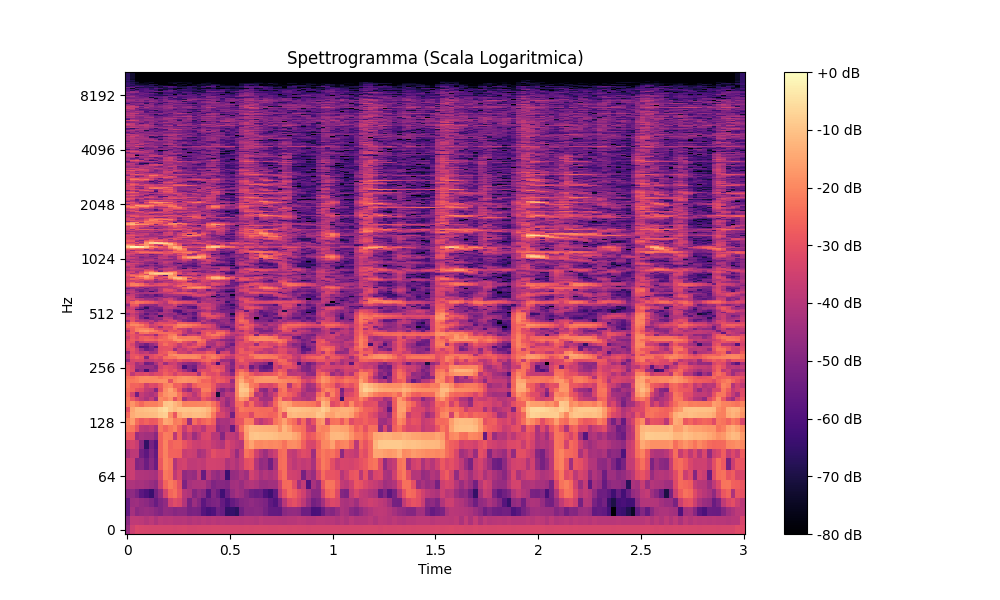 Spettrogramma (Scala Logaritmica)
Hz
8192
4096
2048
1024
512
256
128
64
0
0 0.5 1 1.5 2 2.5 3
Time
+0 dB
-10 dB
-20 dB
-30 dB
-40 dB
-50 dB
-60 dB
-70 dB
-80 dB